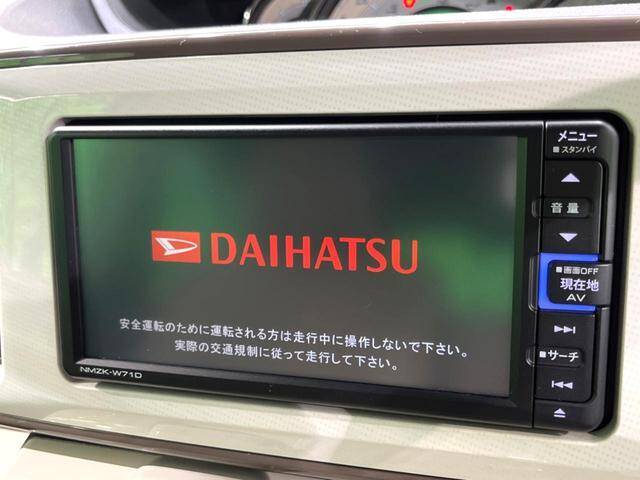 DAIHATSU
安全運転のために運転される方は走行中に操作しないで下さい。
実際の交通規制に従って走行して下さい。
NMZK-W71D
メニュー
スタンバイ
音量
画面OFF
現在地
AV
サーチ